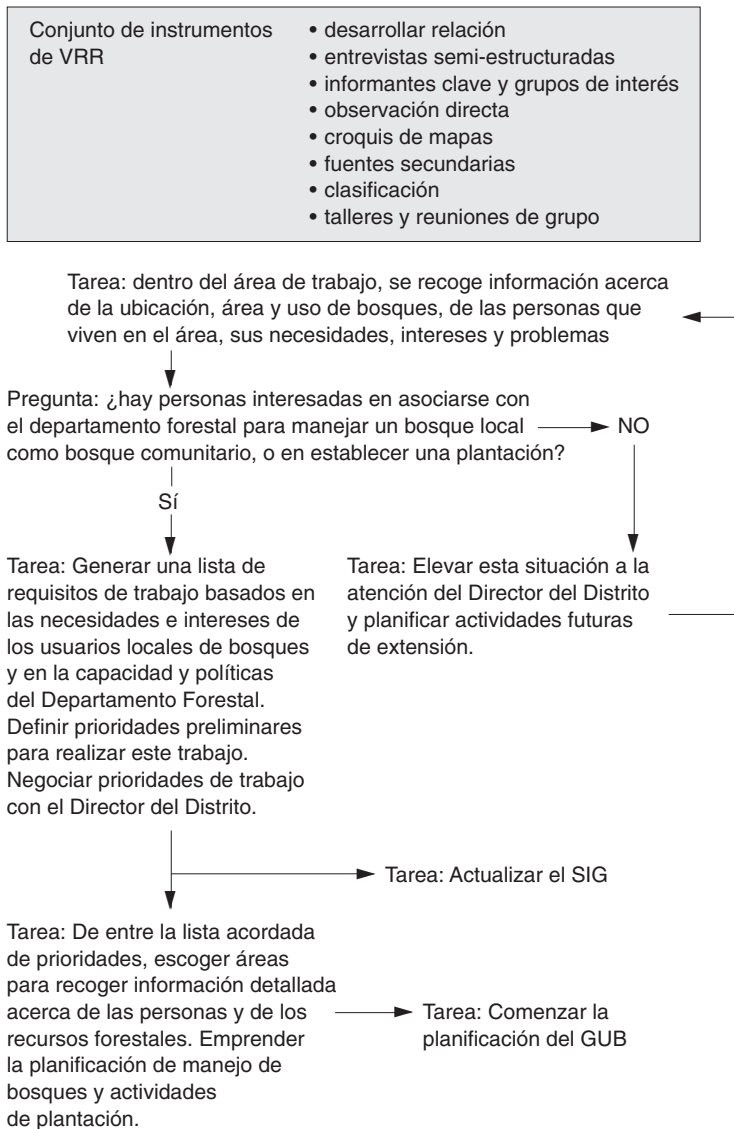 Conjunto de instrumentos
de VRR
• desarrollar relación
• entrevistas semi-estructuradas
• informantes clave y grupos de interés
• observación directa
• croquis de mapas
• fuentes secundarias
• clasificación
• talleres y reuniones de grupo
Tarea: dentro del área de trabajo, se recoge información acerca
de la ubicación, área y uso de bosques, de las personas que
viven en el área, sus necesidades, intereses y problemas
Pregunta: ¿hay personas interesadas en asociarse con
el departamento forestal para manejar un bosque local
como bosque comunitario, o en establecer una plantación?
NO
Sí
Tarea: Generar una lista de
requisitos de trabajo basados en
las necesidades e intereses de
los usuarios locales de bosques
y en la capacidad y políticas
del Departamento Forestal.
Definir prioridades preliminares
para realizar este trabajo.
Negociar prioridades de trabajo
con el Director del Distrito.
Tarea: Elevar esta situación a la
atención del Director del Distrito
y planificar actividades futuras
de extensión.
Tarea: Actualizar el SIG
Tarea: De entre la lista acordada
de prioridades, escoger áreas
para recoger información detallada
acerca de las personas y de los
recursos forestales. Emprender
la planificación de manejo de
bosques y actividades
de plantación.
Tarea: Comenzar la
planificación del GUB